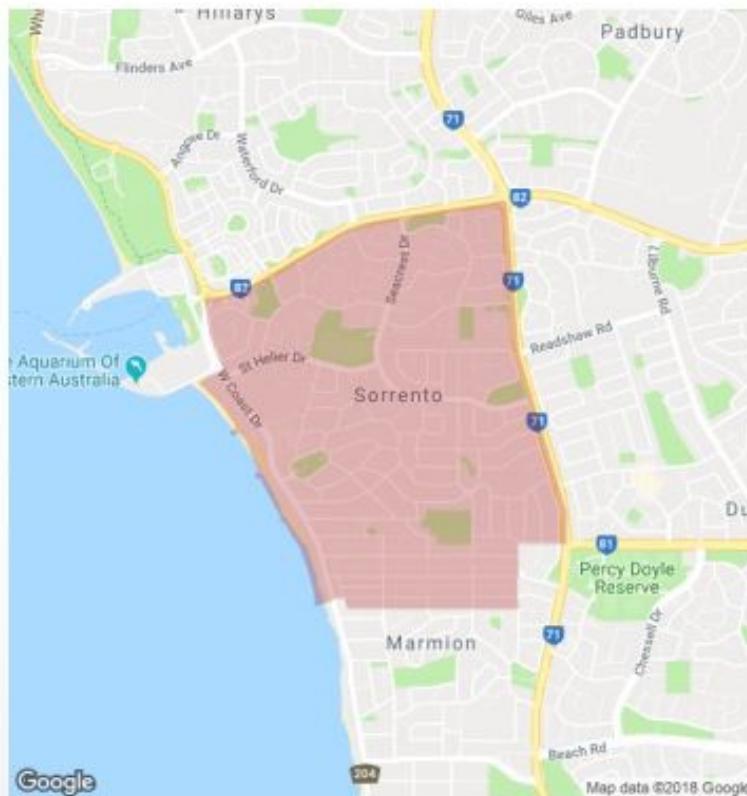 Hillarys
Giles Ave
Padbury
Flinders Ave
71
Angove Dr
Waterford Dr
82
Seacrest Dr
Lilburne Rd
82
71
Readshaw Rd
e Aquarium Of
stern Australia
St Helier Dr
W Coast Dr
Sorrento
71
Du
81
Percy Doyle
Reserve
Marmion
71
Chessell Dr
Beach Rd
204
Google
Map data ©2018 Google